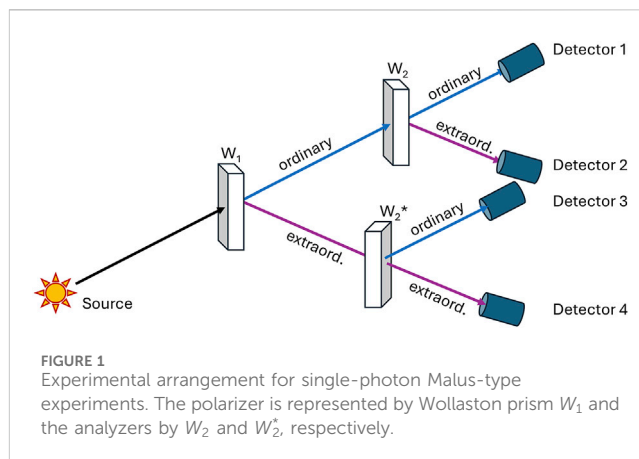 Detector 1
W₂
ordinary
extraord.
W₁
ordinary
Detector 2
Detector 3
W₂*
ordinary
extraord.
extraord.
Source
Detector 4
FIGURE 1
Experimental arrangement for single-photon Malus-type
experiments. The polarizer is represented by Wollaston prism W₁ and
the analyzers by W₂ and W₂*, respectively.